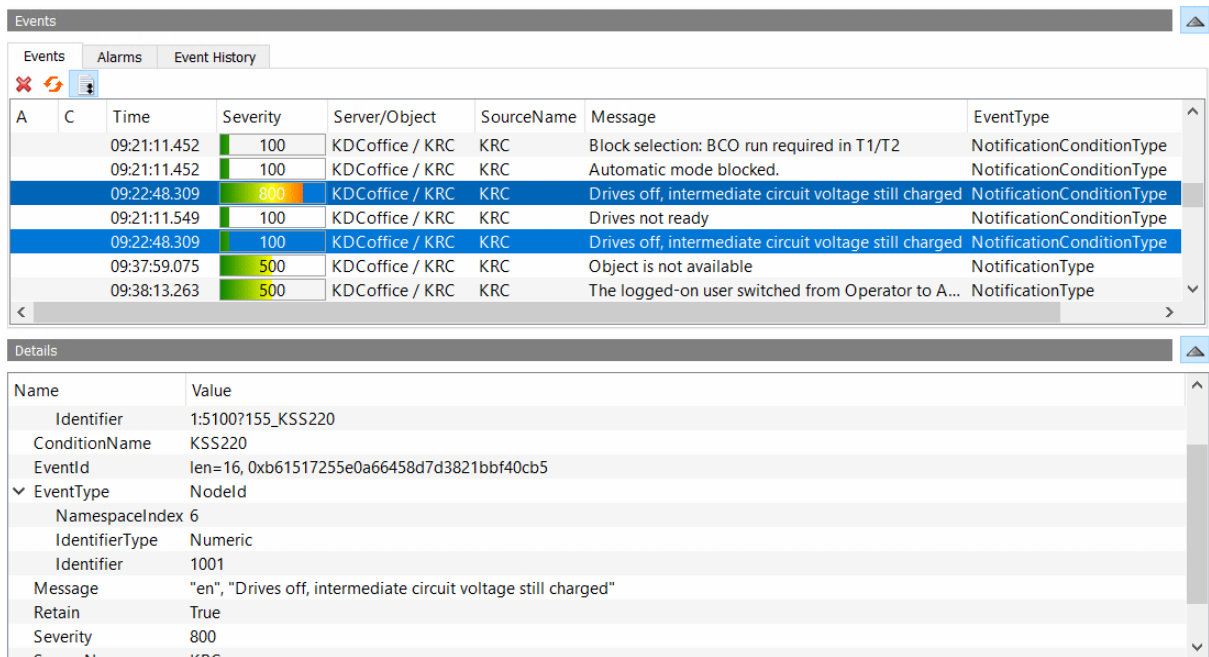 Events
Events Alarms Event History
A C Time Severity Server/Object SourceName Message EventType
09:21:11.452 100 KDCoffice / KRC KRC Block selection: BCO run required in T1/T2 NotificationConditionType
09:21:11.452 100 KDCoffice / KRC KRC Automatic mode blocked. NotificationConditionType
09:22:48.309 800 KDCoffice / KRC KRC Drives off, intermediate circuit voltage still charged NotificationConditionType
09:21:11.549 100 KDCoffice / KRC KRC Drives not ready NotificationConditionType
09:22:48.309 100 KDCoffice / KRC KRC Drives off, intermediate circuit voltage still charged NotificationConditionType
09:37:59.075 500 KDCoffice / KRC KRC Object is not available NotificationType
09:38:13.263 500 KDCoffice / KRC KRC The logged-on user switched from Operator to A... NotificationType
Details
Name Value
Identifier 1:5100?155_KSS220
ConditionName KSS220
EventId len=16, 0xb61517255e0a66458d7d3821bbf40cb5
EventType NodeId
NamespaceIndex 6
IdentifierType Numeric
Identifier 1001
Message "en", "Drives off, intermediate circuit voltage still charged"
Retain True
Severity 800